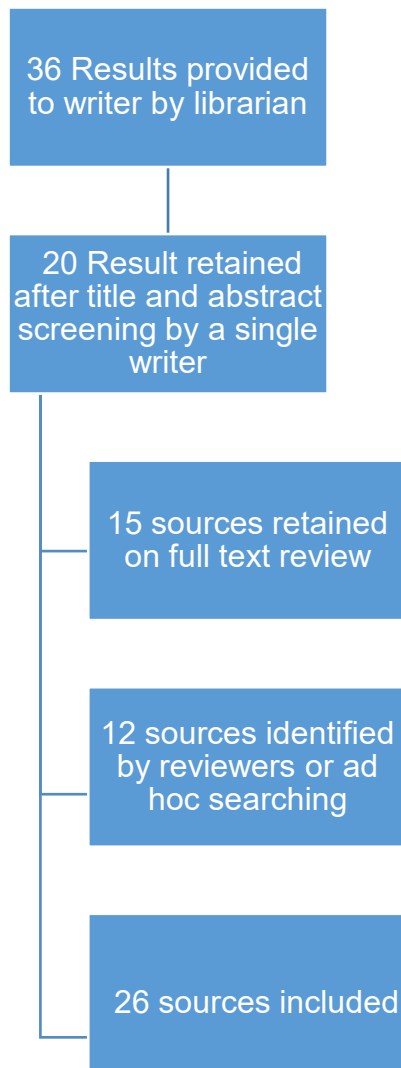 36 Results provided
to writer by librarian
20 Result retained
after title and abstract
screening by a single
writer
15 sources retained
on full text review
12 sources identified
by reviewers or ad
hoc searching
26 sources included